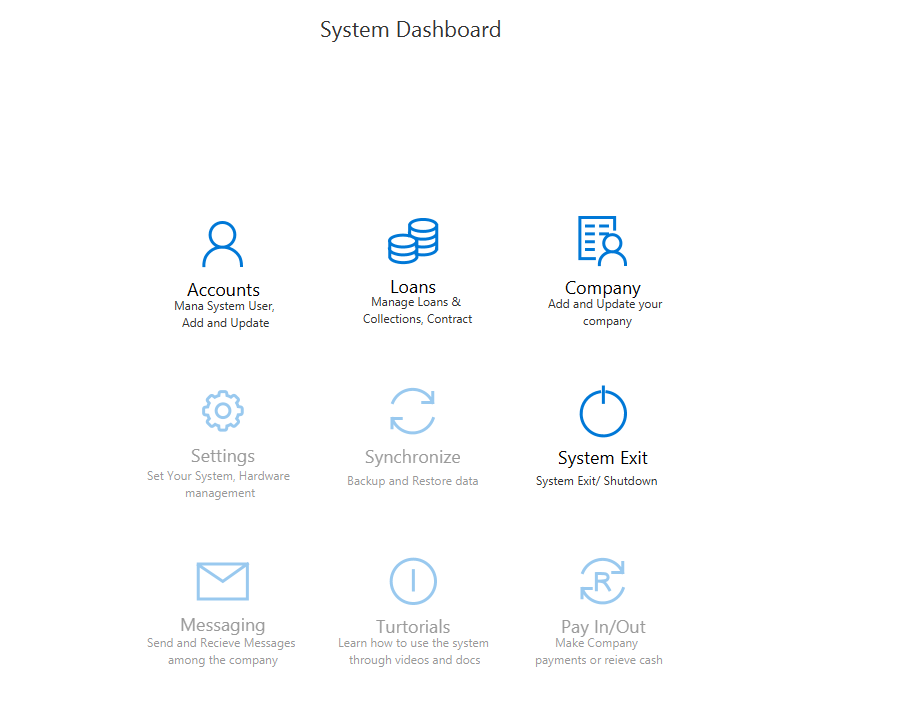 System Dashboard
Accounts
Mana System User,
Add and Update
Loans
Manage Loans &
Collections, Contract
Company
Add and Update your
company
Settings
Set Your System, Hardware
management
Synchronize
Backup and Restore data
System Exit
System Exit/ Shutdown
Messaging
Send and Recieve Messages
among the company
Turtorials
Learn how to use the system
through videos and docs
R
Pay In/Out
Make Company
payments or reieve cash